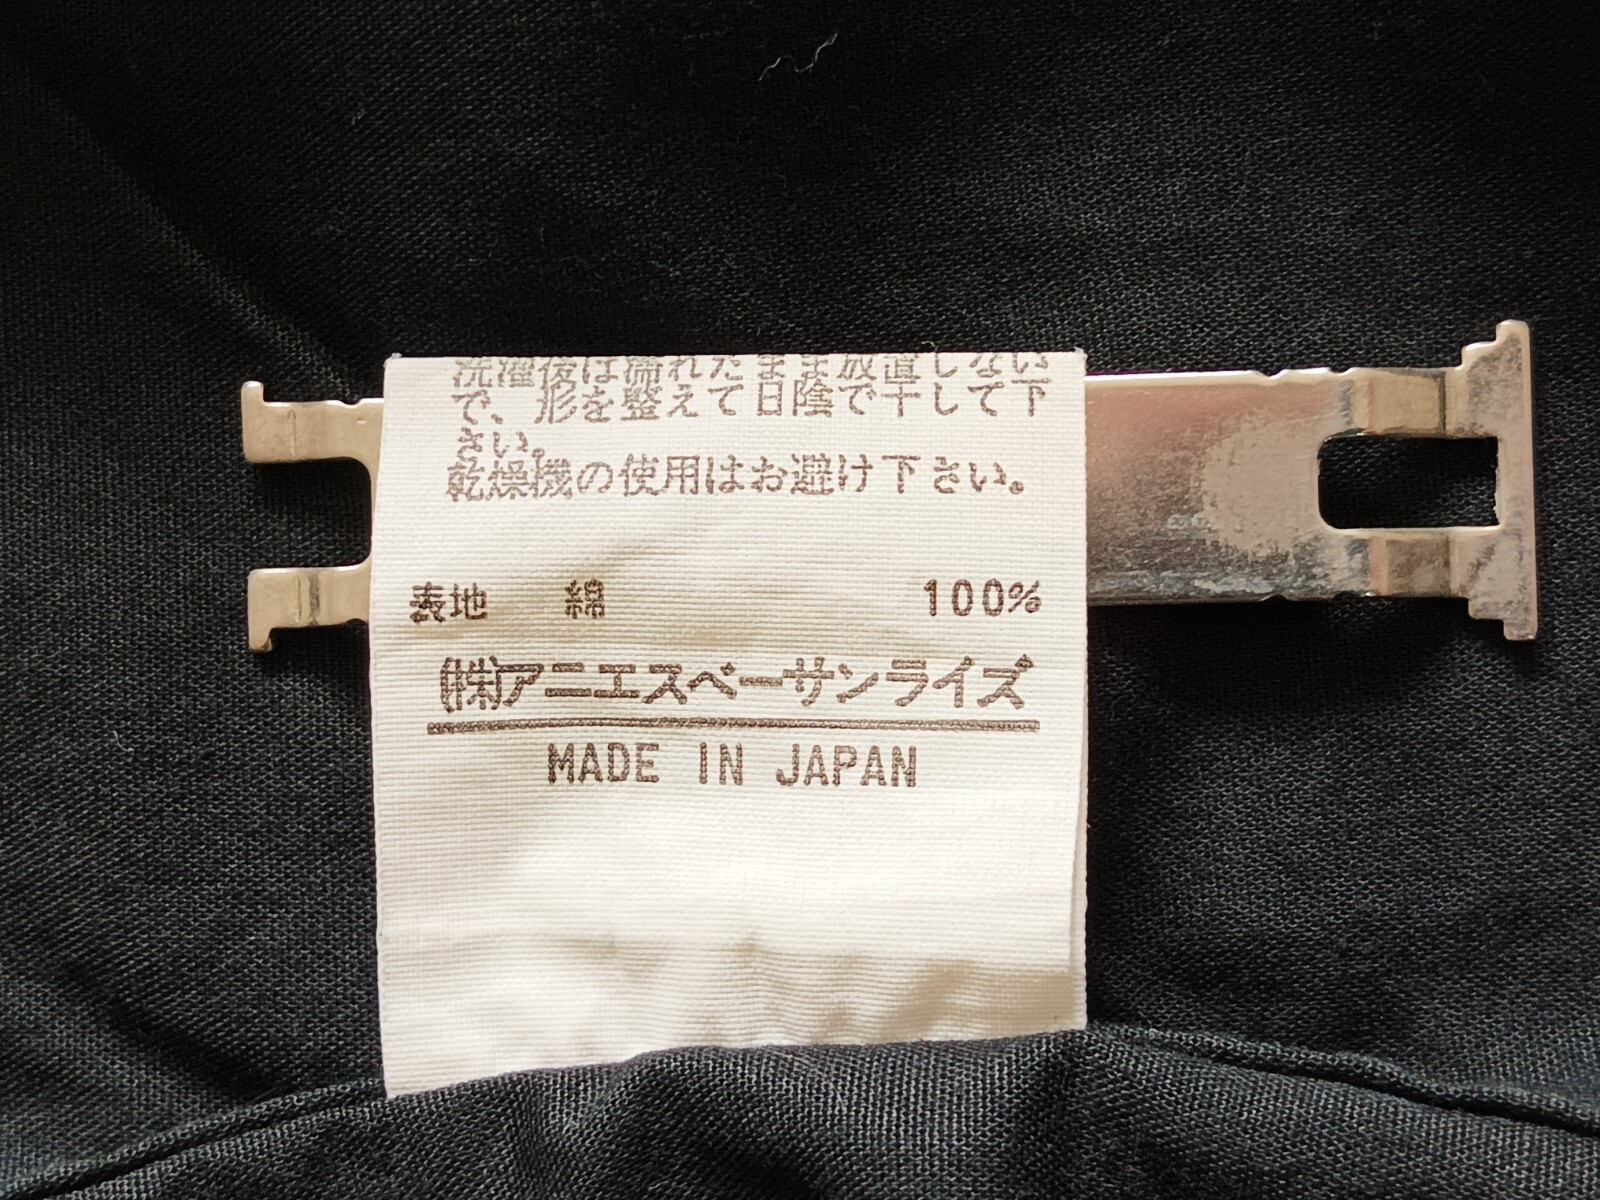 洗濯後は濡れたまま放置しない
で、形を整えて日陰で干して下
さい。
乾燥機の使用はお避け下さい。
表地 綿 100%
(株)アニエスベーサンライズ
MADE IN JAPAN